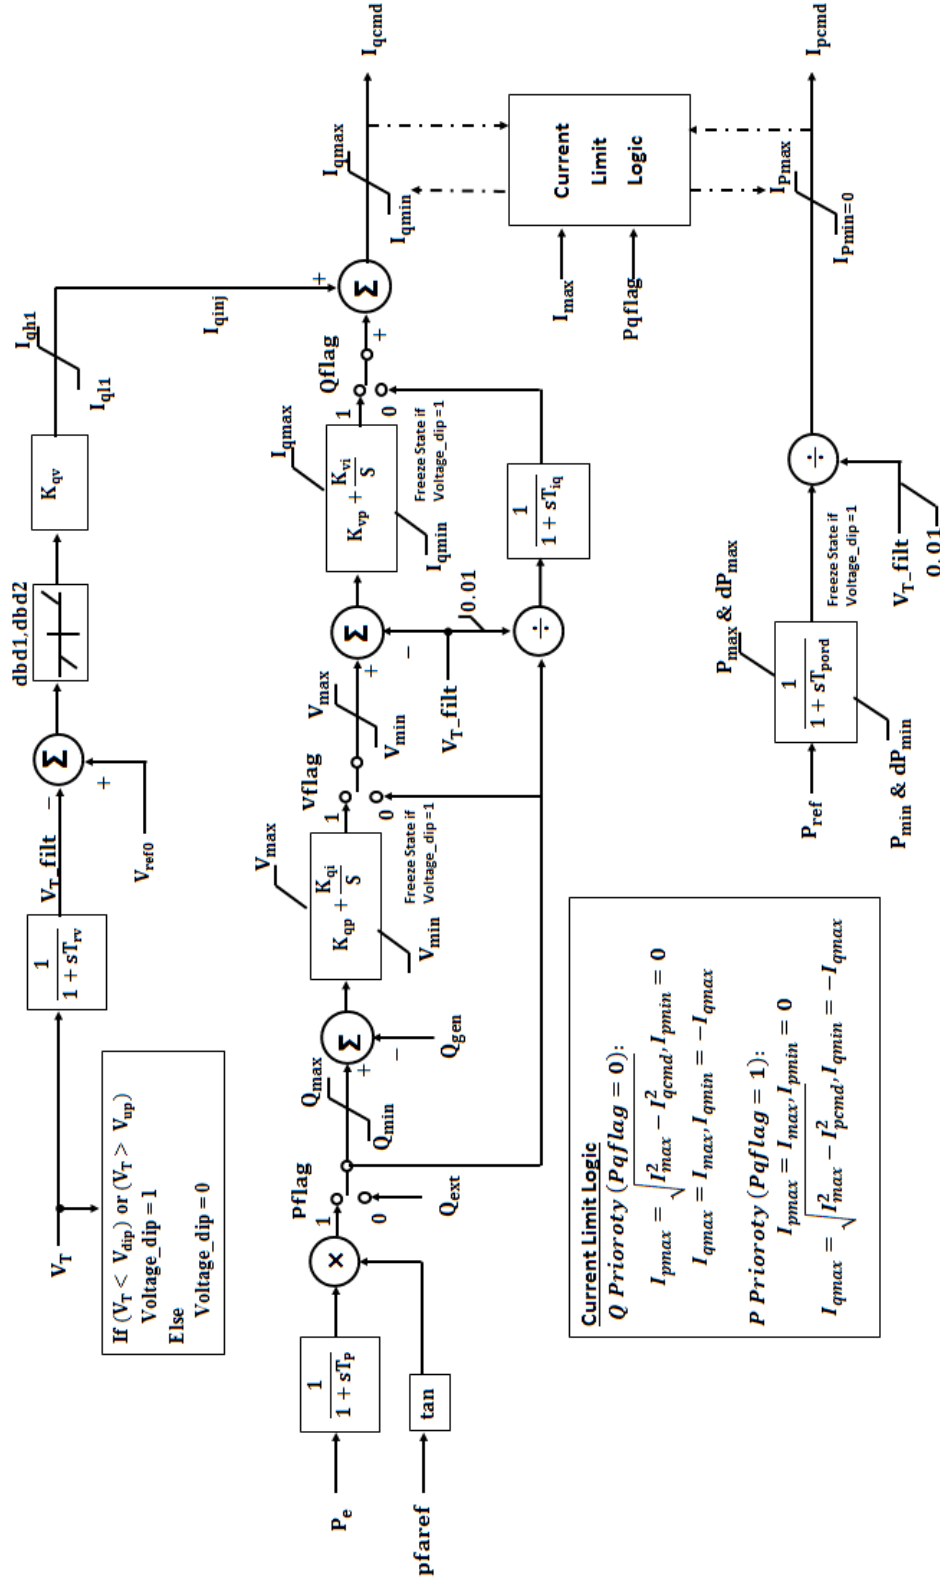 V_T
If (V_T < V_dip) or (V_T > V_up)
Voltage_dip = 1
Else
Voltage_dip = 0
1
1 + sT_rv
V_T_filt
−
+
V_ref0
Σ
dbd1,dbd2
K_qv
I_qh1
I_ql1
I_qinj
P_e
1
1 + sT_P
pfaref
tan
×
Pflag
1
0
Q_ext
Q_max
Q_min
+
−
Σ
Q_gen
V_max
K_qp + K_qi
S
V_min
Freeze State if
Voltage_dip =1
Vflag
1
0
V_max
V_min
+
−
Σ
V_T_filt
0.01
÷
I_qmax
K_vp + K_vi
S
I_qmin
Freeze State if
Voltage_dip =1
1
1 + sT_iq
Qflag
1
0
+
+
Σ
I_qmax
I_qmin
I_qcmd
I_max
Pqflag
Current
Limit
Logic
P_ref
P_max & dP_max
1
1 + sT_pord
P_min & dP_min
Freeze State if
Voltage_dip =1
÷
V_T_filt
0.01
I_Pmax
I_Pmin=0
I_pcmd
Current Limit Logic
Q Prioroty (Pqflag = 0):
I_pmax = √I²_max − I²_qcmd, I_pmin = 0
I_qmax = I_max, I_qmin = −I_qmax
P Prioroty (Pqflag = 1):
I_pmax = I_max, I_pmin = 0
I_qmax = √I²_max − I²_pcmd, I_qmin = −I_qmax